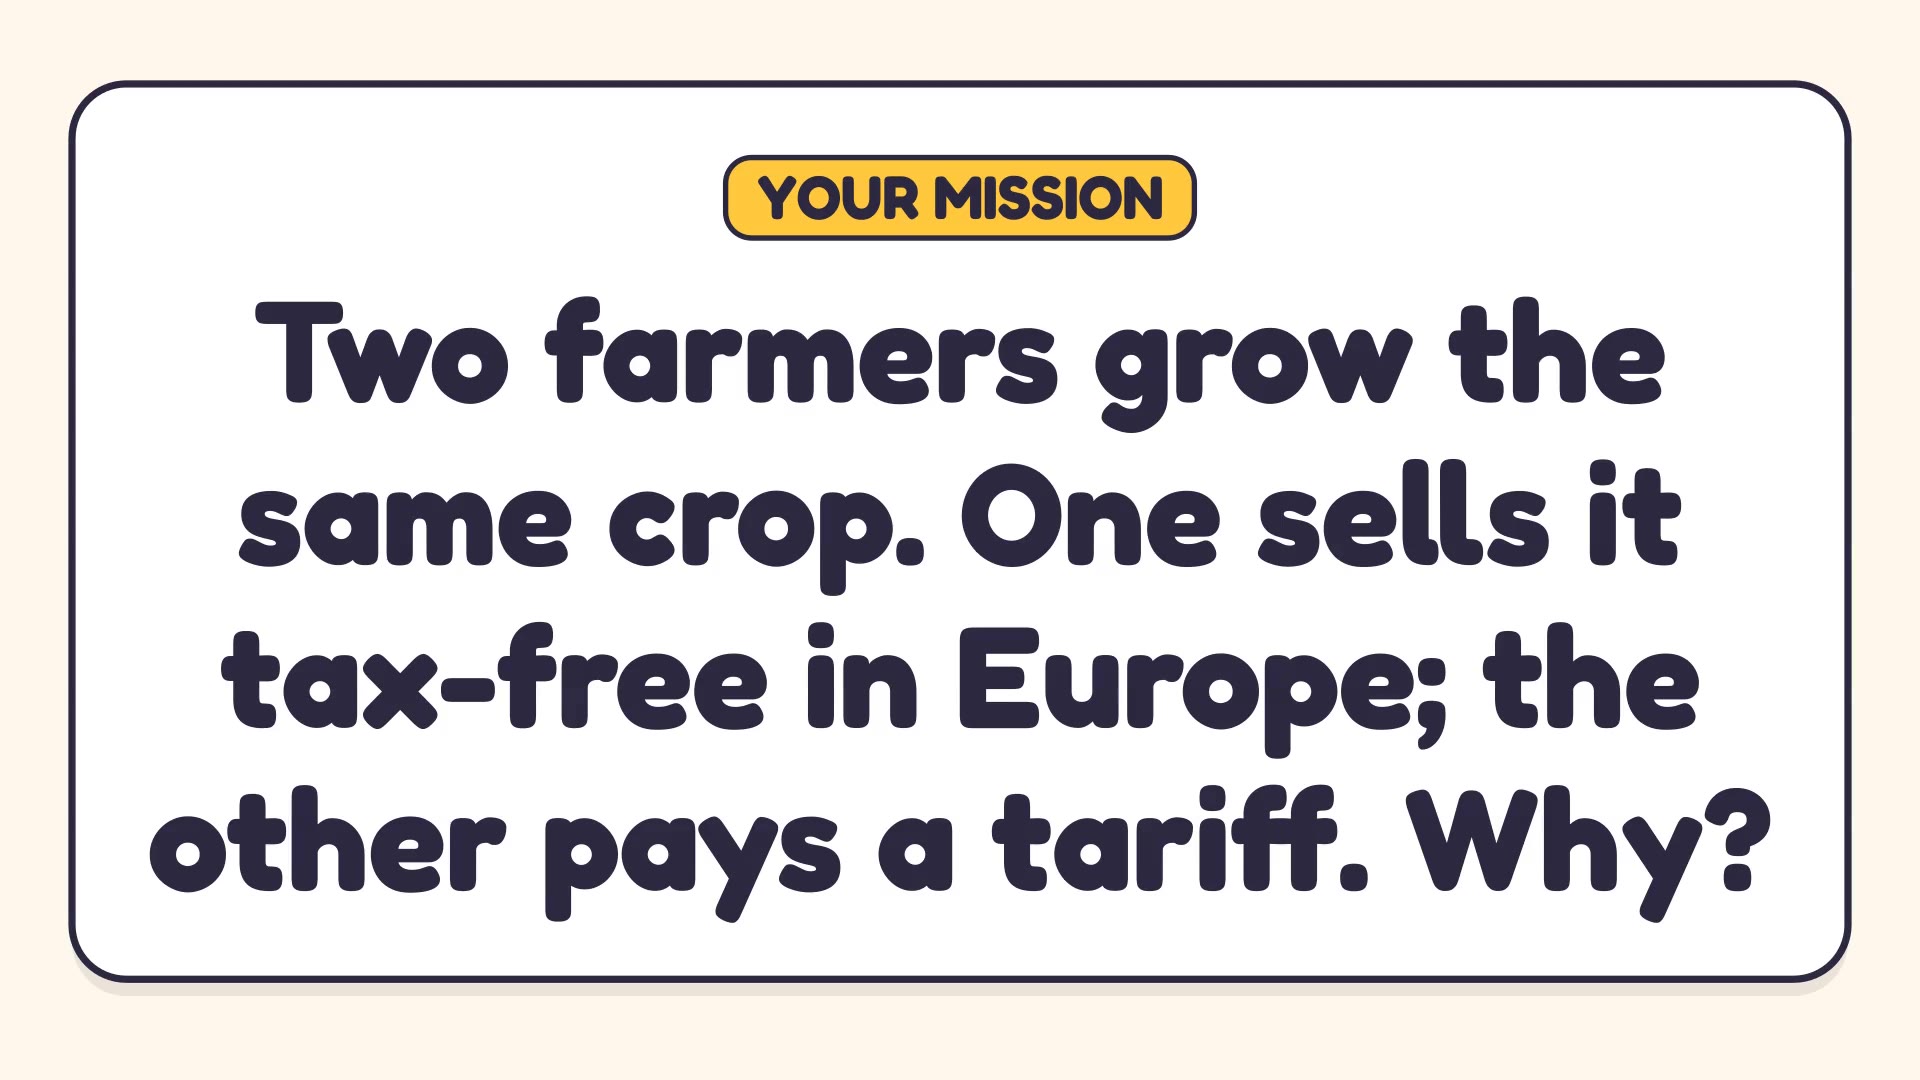 YOUR MISSION
Two farmers grow the
same crop. One sells it
tax-free in Europe; the
other pays a tariff. Why?